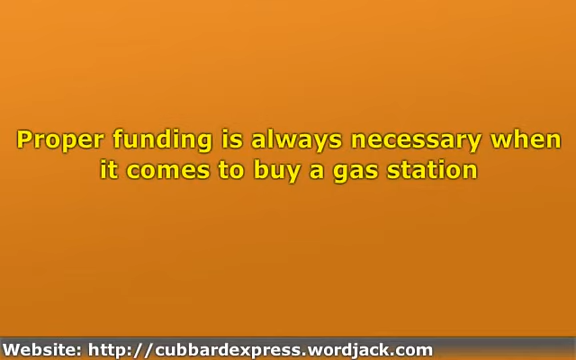 Proper funding is always necessary when
it comes to buy a gas station
Website: http://cubbardexpress.wordjack.com